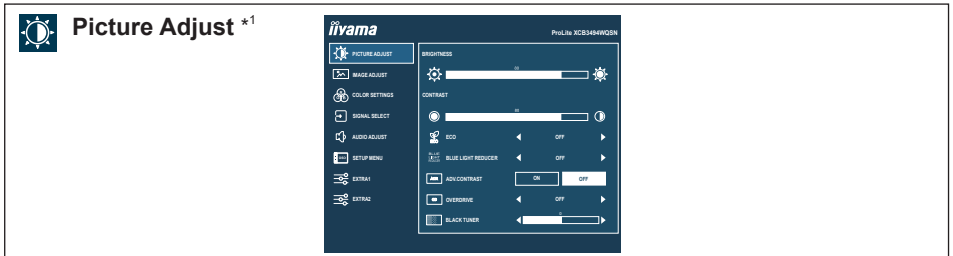 Picture Adjust *1
iiyama
ProLite XCB3494WQSN
PICTURE ADJUST
IMAGE ADJUST
COLOR SETTINGS
SIGNAL SELECT
AUDIO ADJUST
SETUP MENU
EXTRA1
EXTRA2
BRIGHTNESS
CONTRAST
ECO OFF
BLUE LIGHT REDUCER OFF
ADV.CONTRAST ON OFF
OVERDRIVE OFF
BLACK TUNER